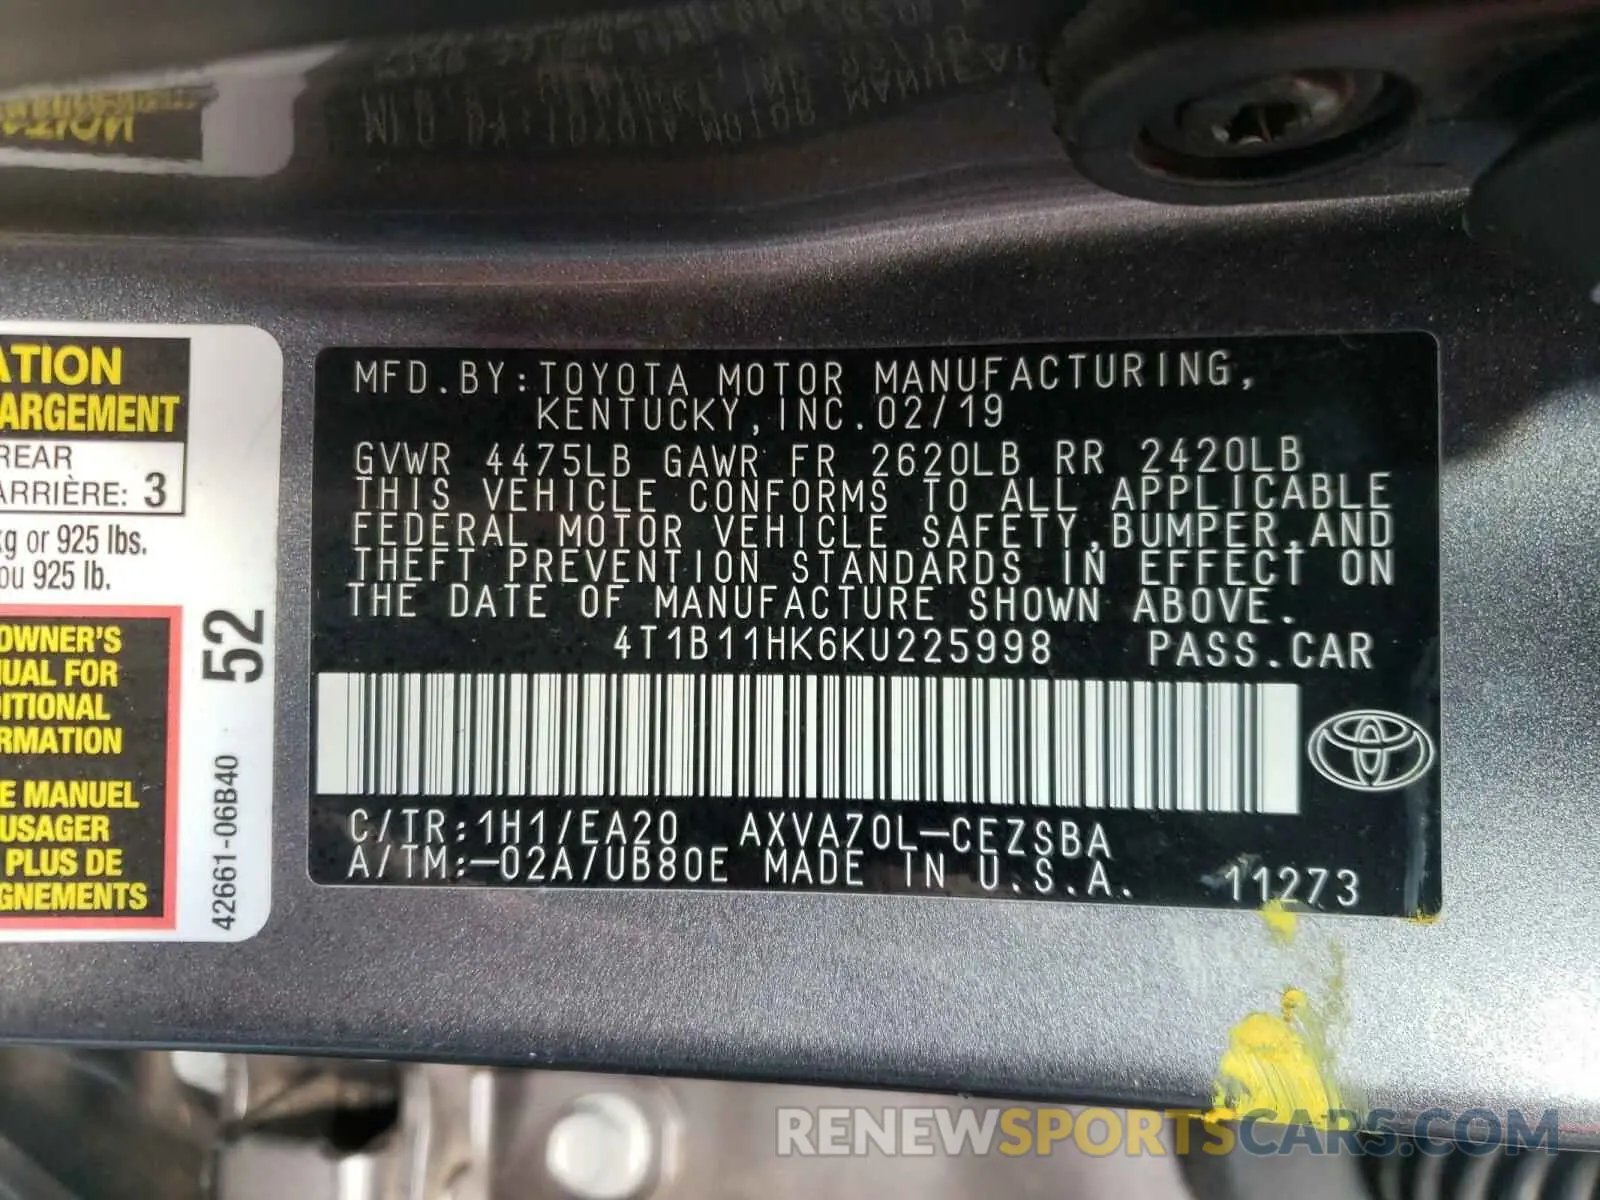 MFD.BY:TOYOTA MOTOR MANUFACTURING,
KENTUCKY,INC.02/19
GVWR 4475LB GAWR FR 2620LB RR 2420LB
THIS VEHICLE CONFORMS TO ALL APPLICABLE
FEDERAL MOTOR VEHICLE SAFETY,BUMPER,AND
THEFT PREVENTION STANDARDS IN EFFECT ON
THE DATE OF MANUFACTURE SHOWN ABOVE.
4T1B11HK6KU225998 PASS.CAR
C/TR:1H1/EA20 AXVA70L-CEZSBA
A/TM:-02A/UB80E MADE IN U.S.A. 11273
ATION
ARGEMENT
REAR
ARRIÈRE: 3
kg or 925 lbs.
ou 925 lb.
OWNER'S
NUAL FOR
DITIONAL
RMATION
E MANUEL
USAGER
PLUS DE
GNEMENTS
52
42661-06B40
RENEWSPORTSCARS.COM